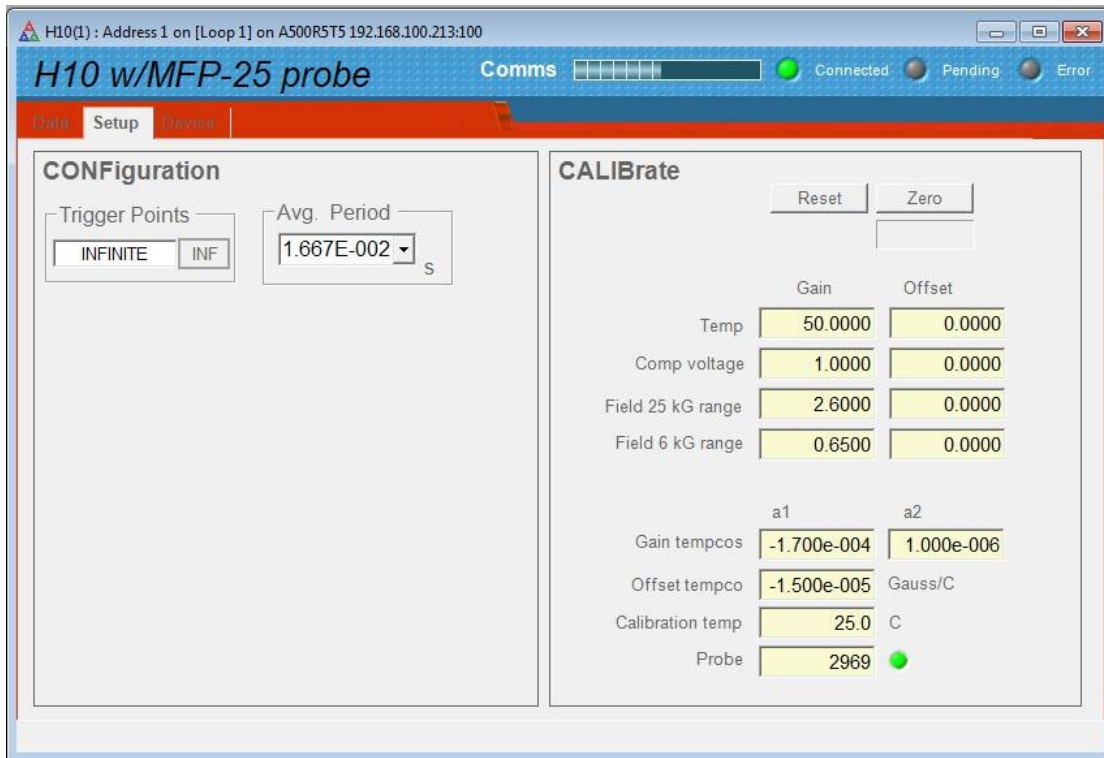 H10(1) : Address 1 on [Loop 1] on A500R5T5 192.168.100.213:100
H10 w/MFP-25 probe Comms Connected Pending Error
Data Setup Device
CONFiguration
Trigger Points Avg. Period
INFINITE INF 1.667E-002 s
CALIBrate
Reset Zero
Gain Offset
Temp 50.0000 0.0000
Comp voltage 1.0000 0.0000
Field 25 kG range 2.6000 0.0000
Field 6 kG range 0.6500 0.0000
a1 a2
Gain tempcos -1.700e-004 1.000e-006
Offset tempco -1.500e-005 Gauss/C
Calibration temp 25.0 C
Probe 2969